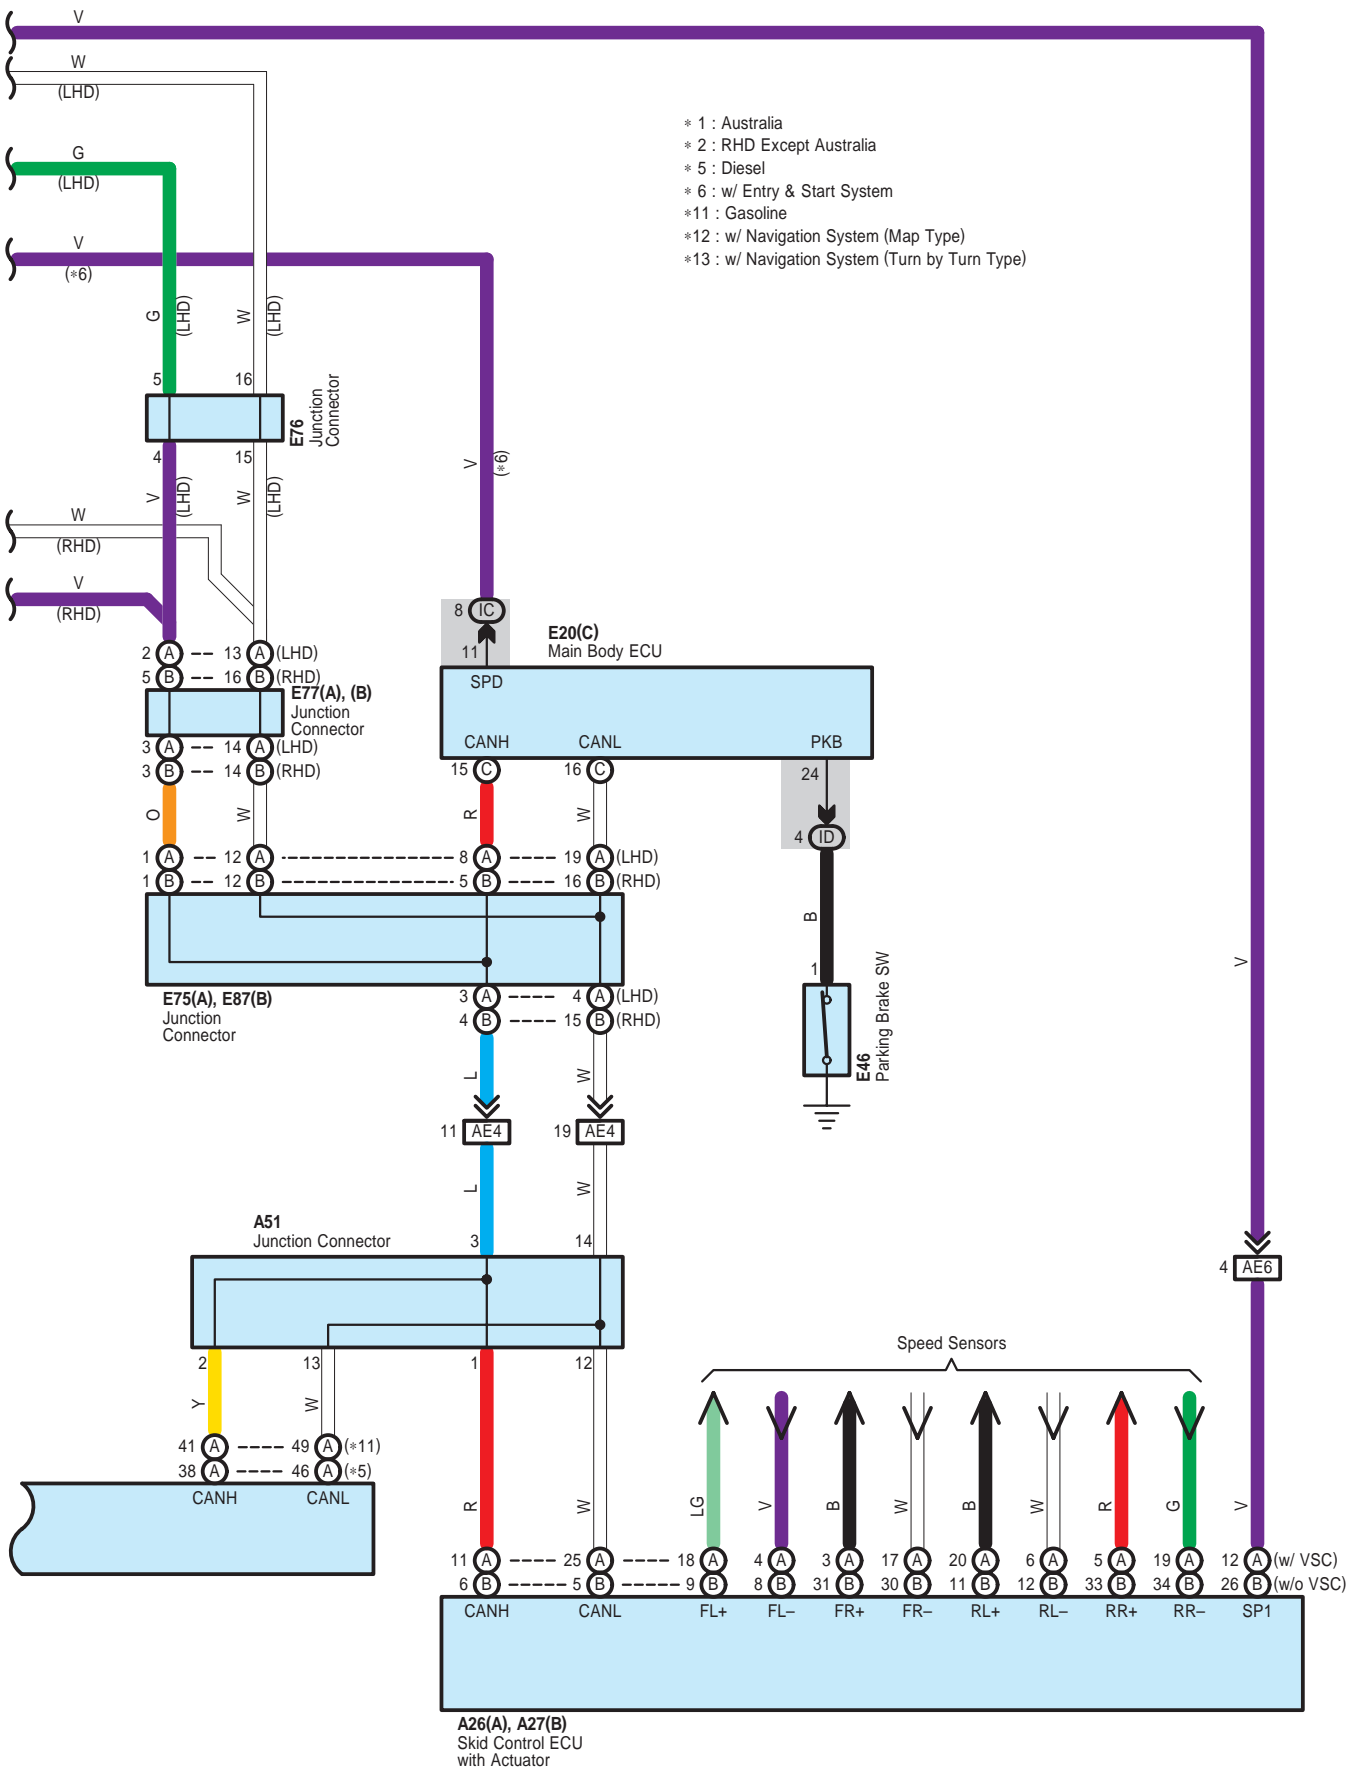 V
W
(LHD)
G
(LHD)
V
(*6)
* 1 : Australia
* 2 : RHD Except Australia
* 5 : Diesel
* 6 : w/ Entry & Start System
*11 : Gasoline
*12 : w/ Navigation System (Map Type)
*13 : w/ Navigation System (Turn by Turn Type)
G
(LHD)
W
(LHD)
5
16
E76
Junction
Connector
4
15
V
(LHD)
W
(LHD)
V
(*6)
W
(RHD)
V
(RHD)
8 IC
11
E20(C)
Main Body ECU
2 A 13 A (LHD)
5 B 16 B (RHD)
E77(A), (B)
Junction
Connector
SPD
CANH CANL PKB
3 A 14 A (LHD)
3 B 14 B (RHD)
15 C 16 C
24
4 ID
O
W
R
W
1 A 12 A 8 A 19 A (LHD)
1 B 12 B 5 B 16 B (RHD)
B
V
1
E46
Parking Brake SW
E75(A), E87(B)
Junction
Connector
3 A 4 A (LHD)
4 B 15 B (RHD)
L
W
11 AE4 19 AE4
L
W
A51
Junction Connector
3
14
4 AE6
2
13
1
12
Speed Sensors
Y
W
41 A 49 A (*11)
38 A 46 A (*5)
CANH CANL
R
W
LG
V
B
W
B
W
R
G
V
11 A 25 A 18 A 4 A 3 A 17 A 20 A 6 A 5 A 19 A 12 A (w/ VSC)
6 B 5 B 9 B 8 B 31 B 30 B 11 B 12 B 33 B 34 B 26 B (w/o VSC)
CANH CANL FL+ FL– FR+ FR– RL+ RL– RR+ RR– SP1
A26(A), A27(B)
Skid Control ECU
with Actuator